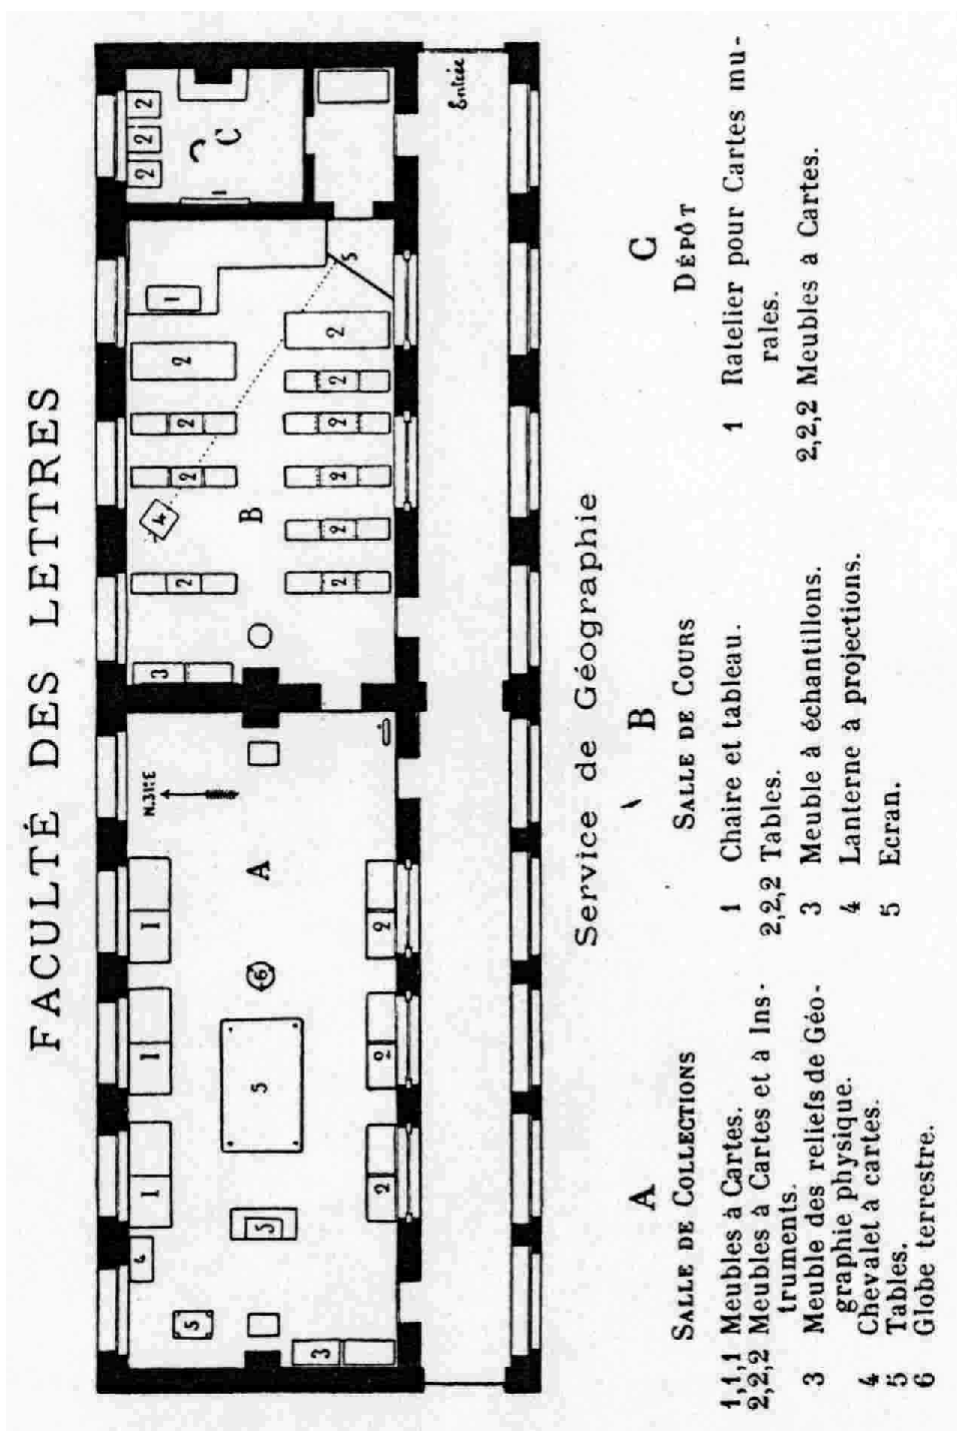 FACULTÉ DES LETTRES
2
2
2
C
1
Entrée
1
5
2
2
2
2
2
2
2
4
2
B
2
2
2
3
N.31º E
A
1
2
6
1
2
5
1
2
5
4
5
3
Service de Géographie
A
SALLE DE COLLECTIONS
1,1,1 Meubles à Cartes.
2,2,2 Meubles à Cartes et à Ins-
truments.
3 Meuble des reliefs de Géo-
graphie physique.
4 Chevalet à cartes.
5 Tables.
6 Globe terrestre.
B
SALLE DE COURS
1 Chaire et tableau.
2,2,2 Tables.
3 Meuble à échantillons.
4 Lanterne à projections.
5 Ecran.
C
DÉPÔT
1 Ratelier pour Cartes mu-
rales.
2,2,2 Meubles à Cartes.